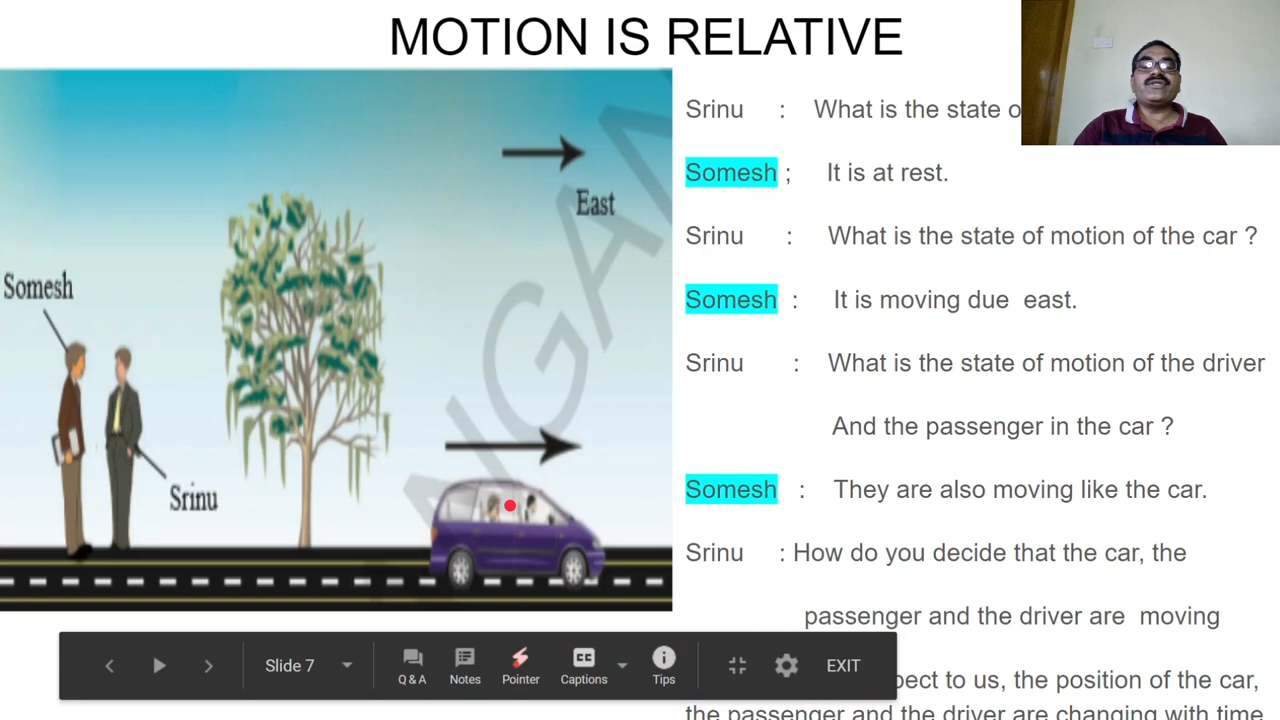 MOTION IS RELATIVE
Srinu : What is the state
Somesh ; It is at rest.
Srinu : What is the state of motion of the car ?
Somesh : It is moving due east.
Srinu : What is the state of motion of the driver
And the passenger in the car ?
Somesh : They are also moving like the car.
Srinu : How do you decide that the car, the
passenger and the driver are moving
to us, the position of the car,
the passenger and the driver are changing with time
East
Somesh
Srinu
Slide 7
Q & A
Notes
Pointer
CC
Captions
Tips
EXIT